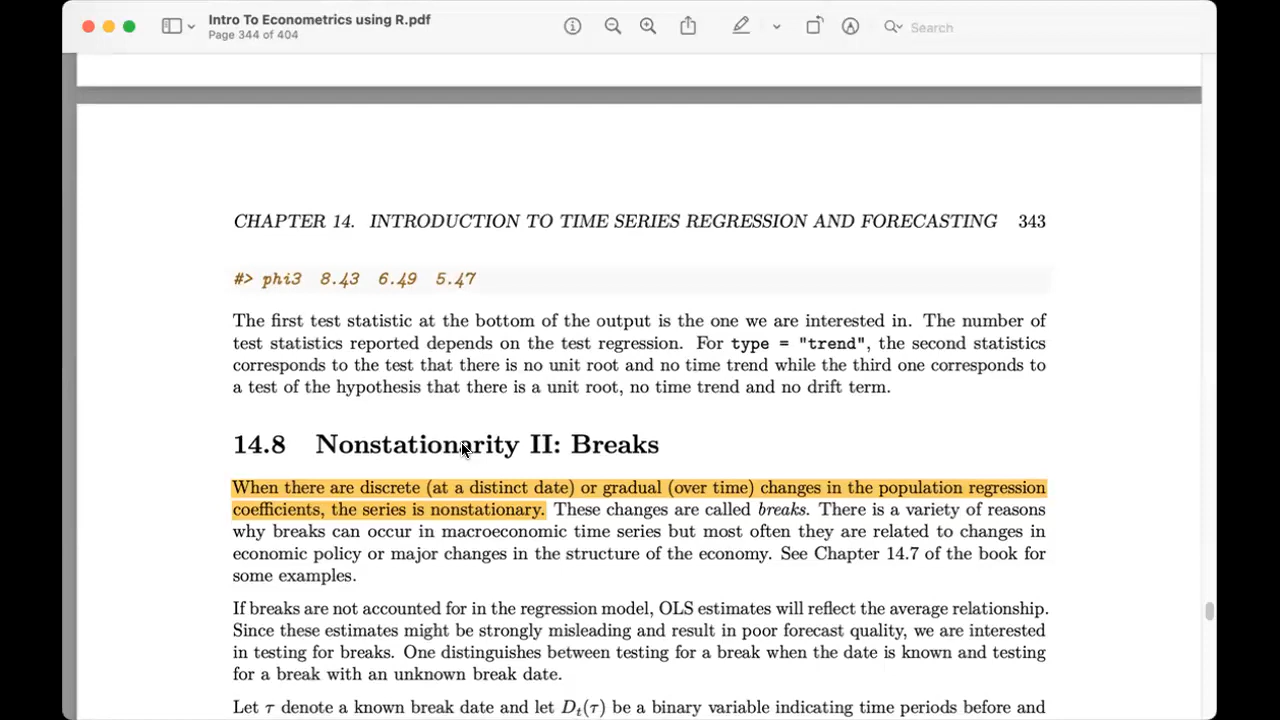 Intro To Econometrics using R.pdf
Page 344 of 404
Search
CHAPTER 14. INTRODUCTION TO TIME SERIES REGRESSION AND FORECASTING 343
#> phi3 8.43 6.49 5.47
The first test statistic at the bottom of the output is the one we are interested in. The number of
test statistics reported depends on the test regression. For type = "trend", the second statistics
corresponds to the test that there is no unit root and no time trend while the third one corresponds to
a test of the hypothesis that there is a unit root, no time trend and no drift term.
14.8 Nonstationarity II: Breaks
When there are discrete (at a distinct date) or gradual (over time) changes in the population regression
coefficients, the series is nonstationary. These changes are called breaks. There is a variety of reasons
why breaks can occur in macroeconomic time series but most often they are related to changes in
economic policy or major changes in the structure of the economy. See Chapter 14.7 of the book for
some examples.
If breaks are not accounted for in the regression model, OLS estimates will reflect the average relationship.
Since these estimates might be strongly misleading and result in poor forecast quality, we are interested
in testing for breaks. One distinguishes between testing for a break when the date is known and testing
for a break with an unknown break date.
Let τ denote a known break date and let Dₜ(τ) be a binary variable indicating time periods before and